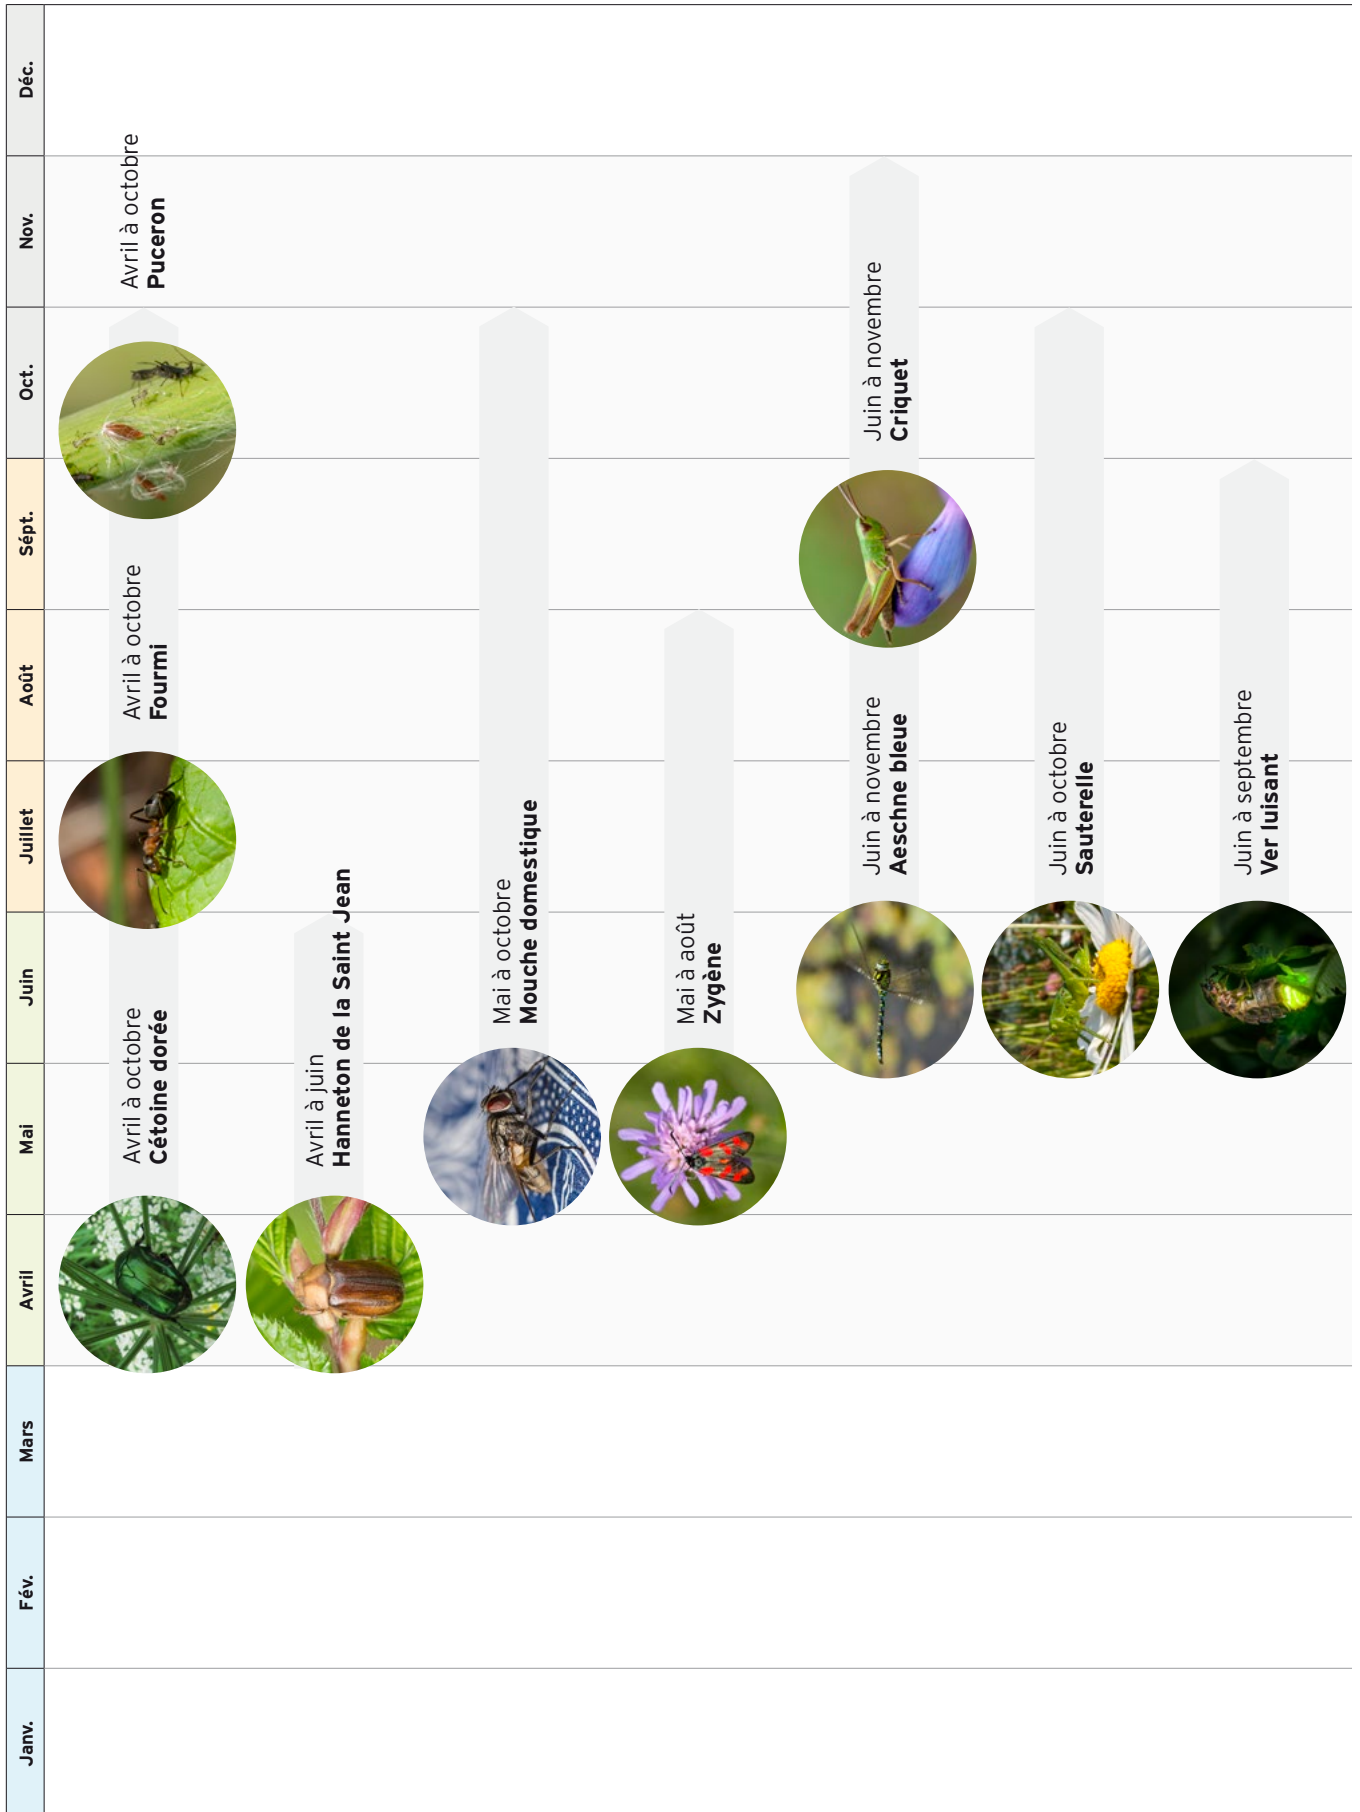 Janv.
Fév.
Mars
Avril
Mai
Juin
Juillet
Août
Sépt.
Oct.
Nov.
Déc.
Avril à octobre
Cétoine dorée
Avril à octobre
Fourmi
Avril à octobre
Puceron
Avril à juin
Hanneton de la Saint Jean
Mai à octobre
Mouche domestique
Mai à août
Zygène
Juin à novembre
Aeschne bleue
Juin à novembre
Criquet
Juin à octobre
Sauterelle
Juin à septembre
Ver luisant